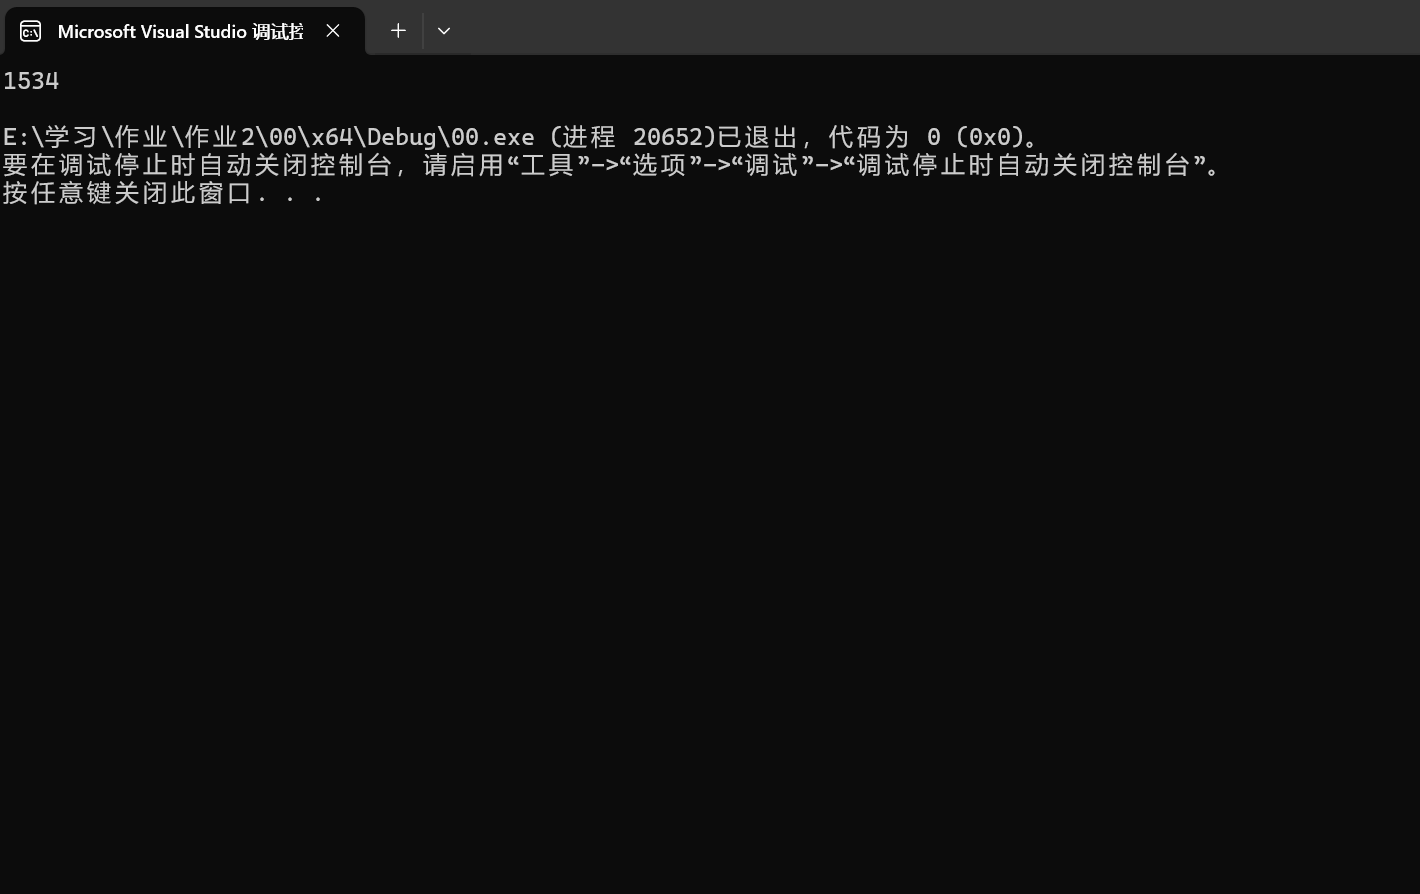 Microsoft Visual Studio 调试控
1534
E:\学习\作业\作业2\00\x64\Debug\00.exe (进程 20652)已退出，代码为 0 (0x0)。
要在调试停止时自动关闭控制台，请启用“工具”->“选项”->“调试”->“调试停止时自动关闭控制台”。
按任意键关闭此窗口. . .